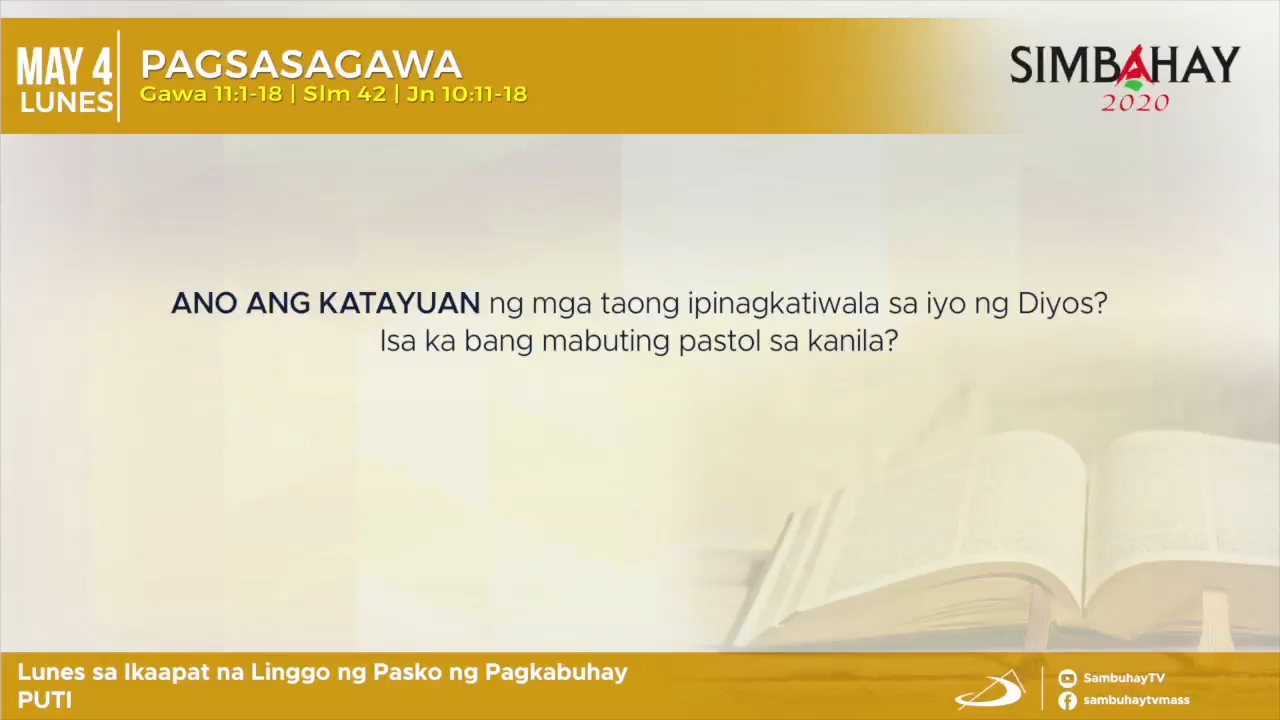 MAY 4
LUNES
PAGSASAGAWA
Gawa 11:1-18 | Slm 42 | Jn 10:11-18
SIMBAHAY
2020
ANO ANG KATAYUAN ng mga taong ipinagkatiwala sa iyo ng Diyos?
Isa ka bang mabuting pastol sa kanila?
Lunes sa Ikaapat na Linggo ng Pasko ng Pagkabuhay
PUTI
SambuhayTV
sambuhaytvmass